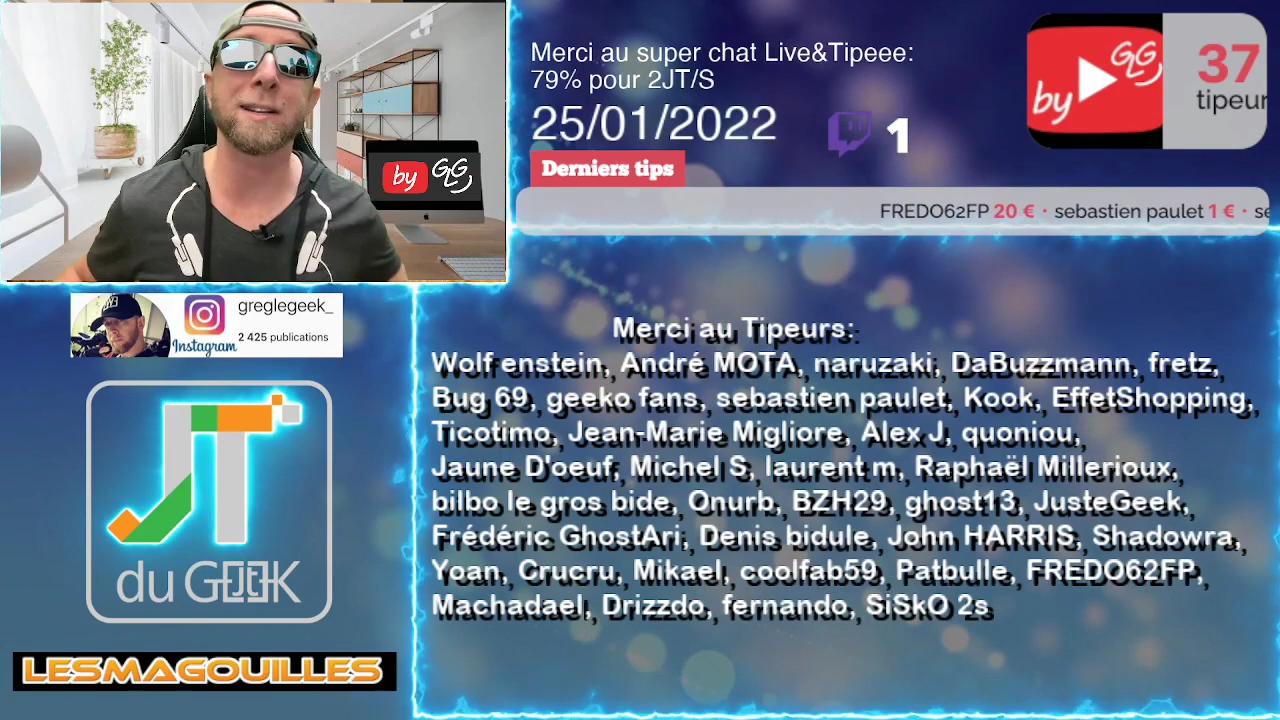 Merci au super chat Live&Tipeee:
79% pour 2JT/S
25/01/2022
1
by GLG
37
tipeur
Derniers tips
FREDO62FP 20 € · sebastien paulet 1 € · se
by GLG
greglegeek_
2 425 publications
Instagram
JT
du GEEK
LESMAGOUILLES
Merci au Tipeurs:
Wolfenstein, André MOTA, naruzaki, DaBuzzmann, fretz,
Bug 69, geeko fans, sebastien paulet, Kook, EffetShopping,
Ticotimo, Jean-Marie Migliore, Alex J, quoniou,
Jaune D'oeuf, Michel S, laurent m, Raphaël Millerioux,
bilbo le gros bide, Onurb, BZH29, ghost13, JusteGeek,
Frédéric GhostAri, Denis bidule, John HARRIS, Shadowra,
Yoan, Crucru, Mikael, coolfab59, Patbulle, FREDO62FP,
Machadael, Drizzdo, fernando, SiSkO 2s